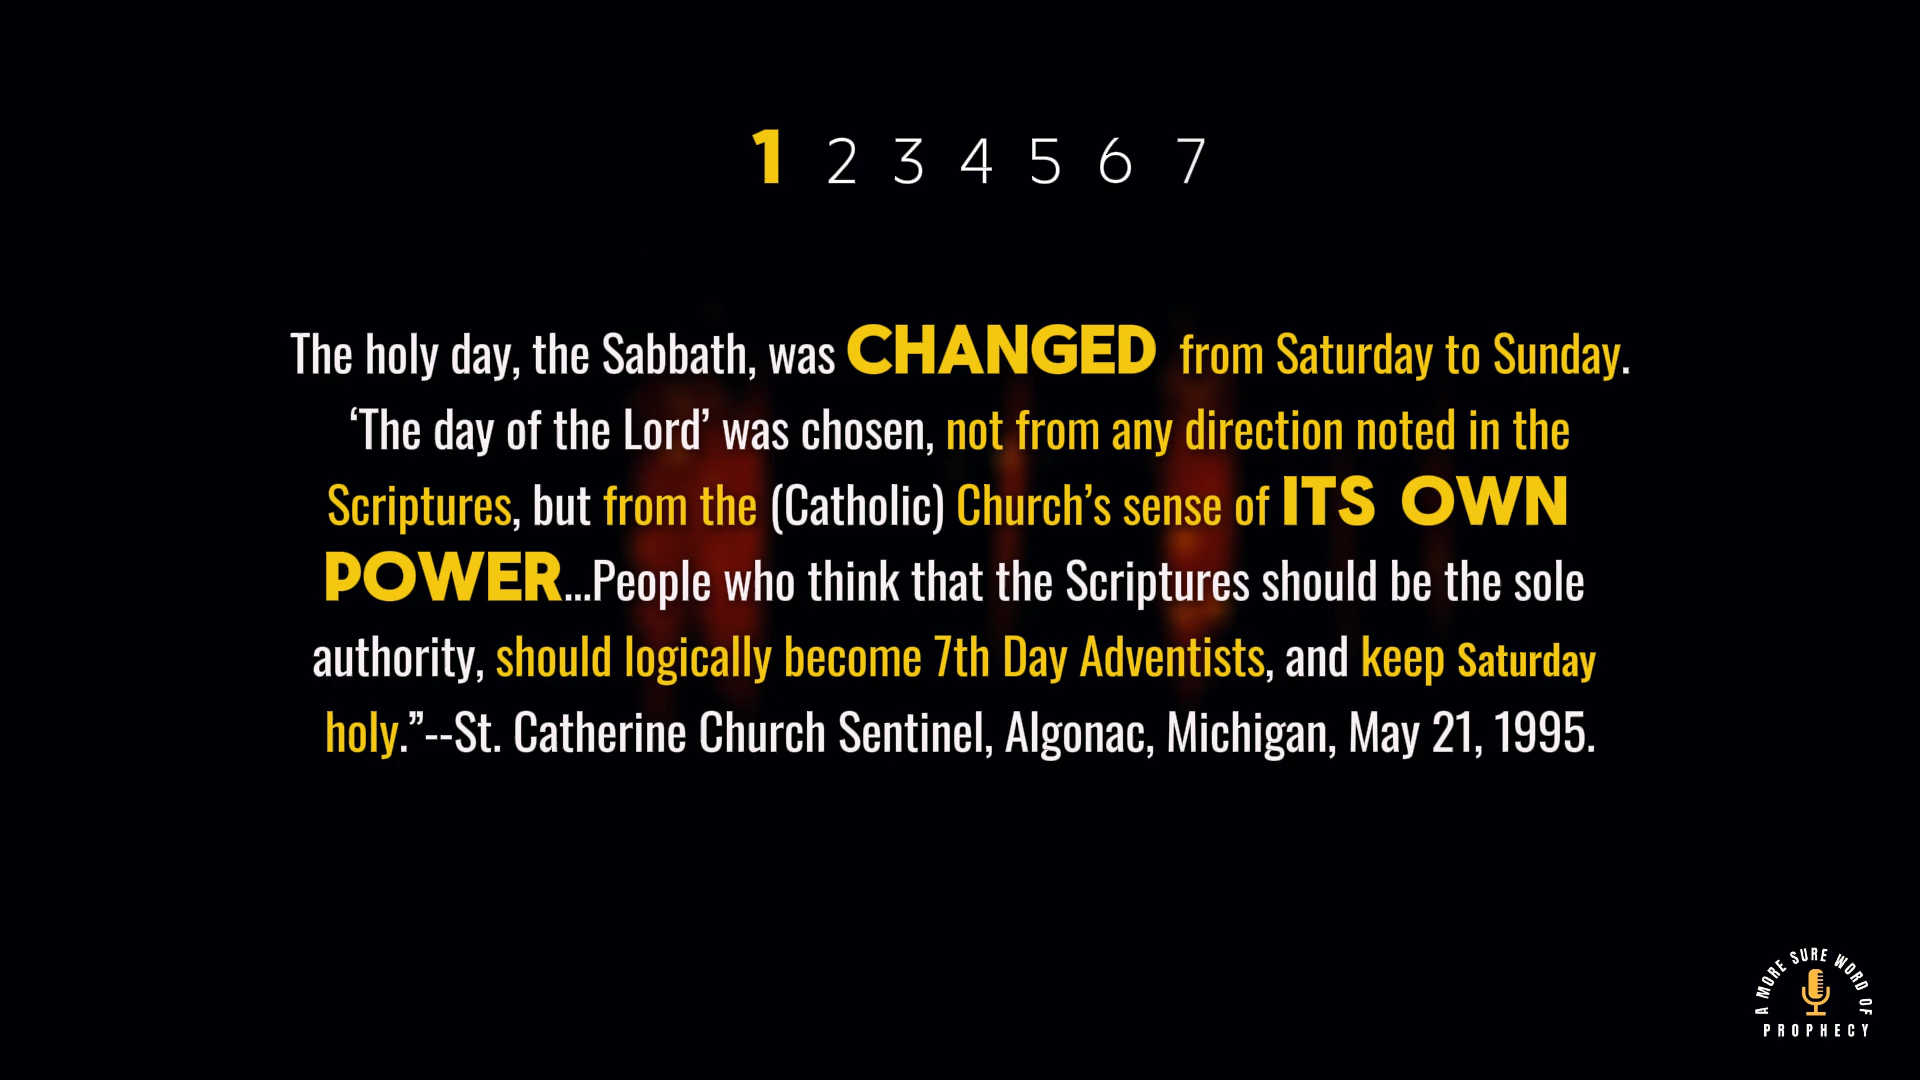 1 2 3 4 5 6 7
The holy day, the Sabbath, was CHANGED from Saturday to Sunday.
‘The day of the Lord’ was chosen, not from any direction noted in the
Scriptures, but from the (Catholic) Church’s sense of ITS OWN
POWER...People who think that the Scriptures should be the sole
authority, should logically become 7th Day Adventists, and keep Saturday
holy.”--St. Catherine Church Sentinel, Algonac, Michigan, May 21, 1995.
A MORE SURE WORD OF
PROPHECY